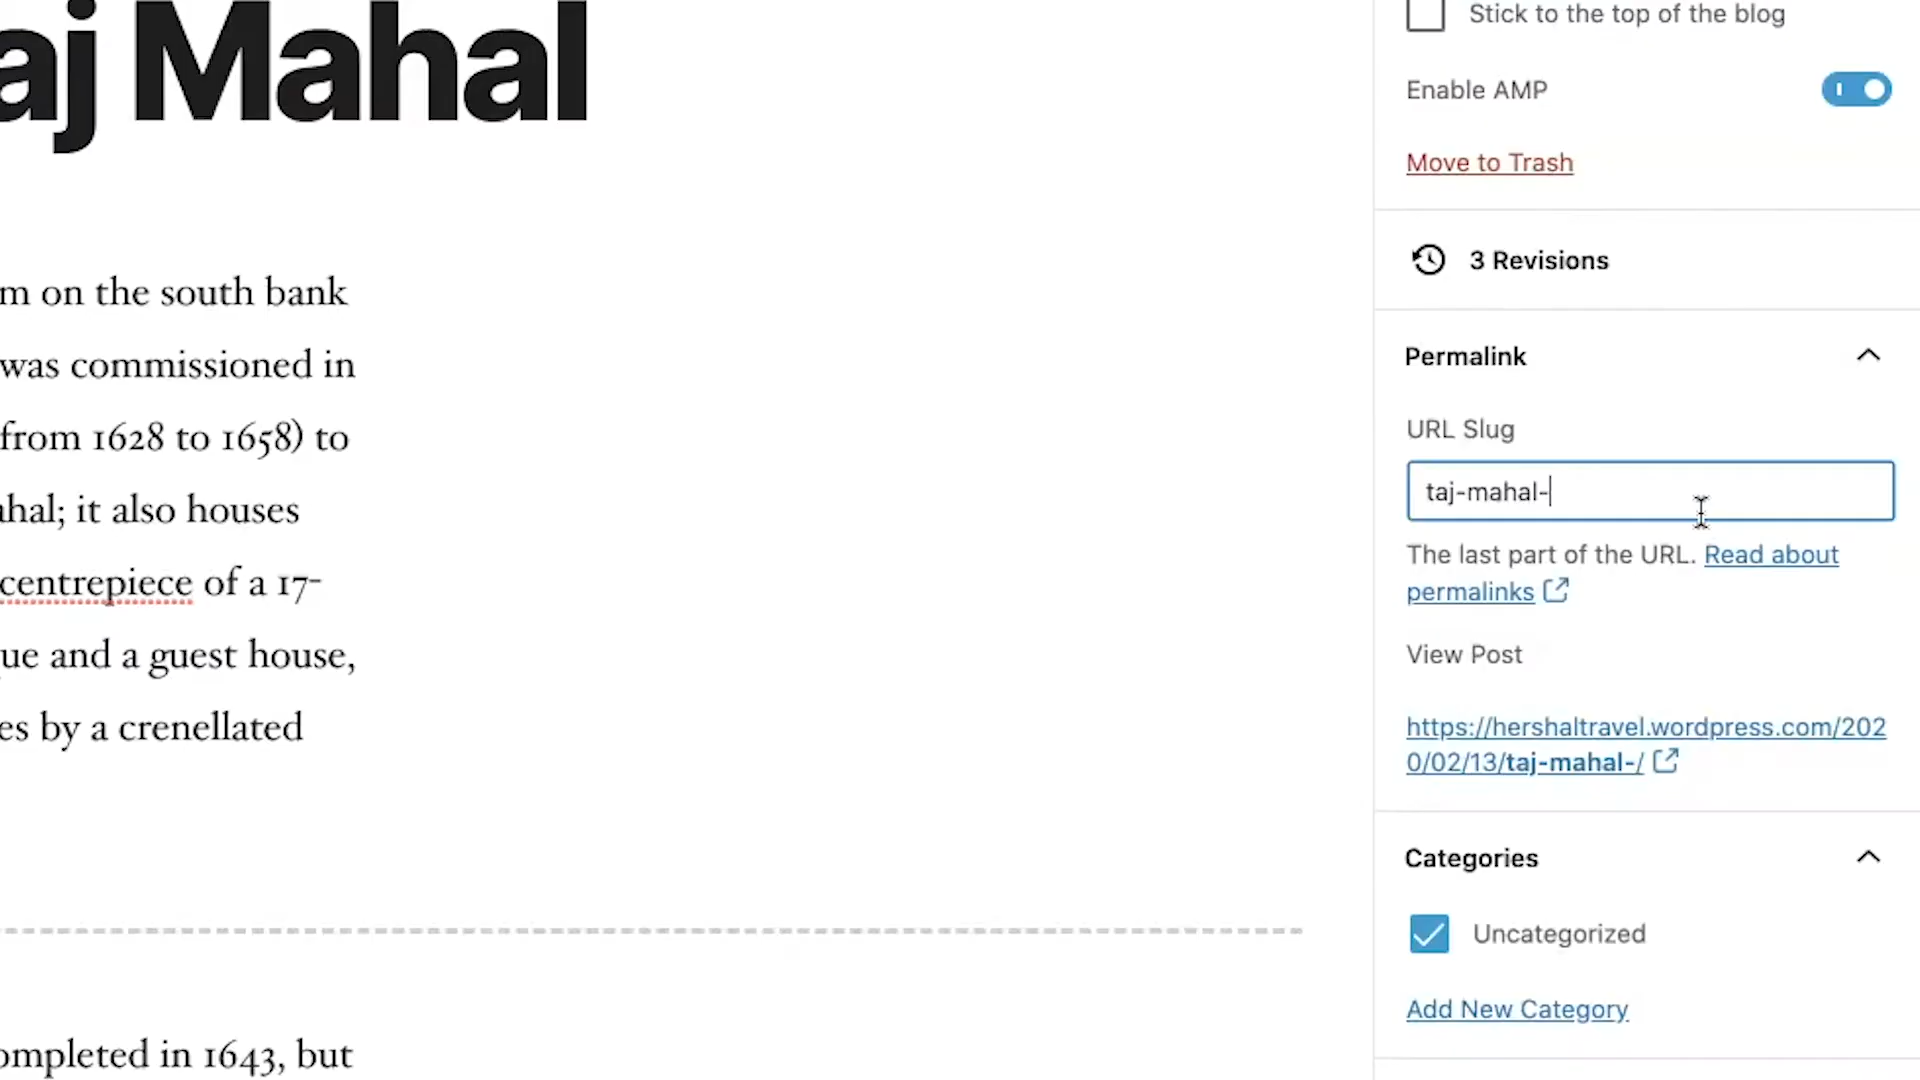 aj Mahal
m on the south bank
was commissioned in
from 1628 to 1658) to
ahal; it also houses
centrepiece of a 17-
ue and a guest house,
es by a crenellated
ompleted in 1643, but
Stick to the top of the blog
Enable AMP
Move to Trash
3 Revisions
Permalink
URL Slug
taj-mahal-
The last part of the URL. Read about
permalinks
View Post
https://hershaltravel.wordpress.com/202
0/02/13/taj-mahal-/
Categories
Uncategorized
Add New Category